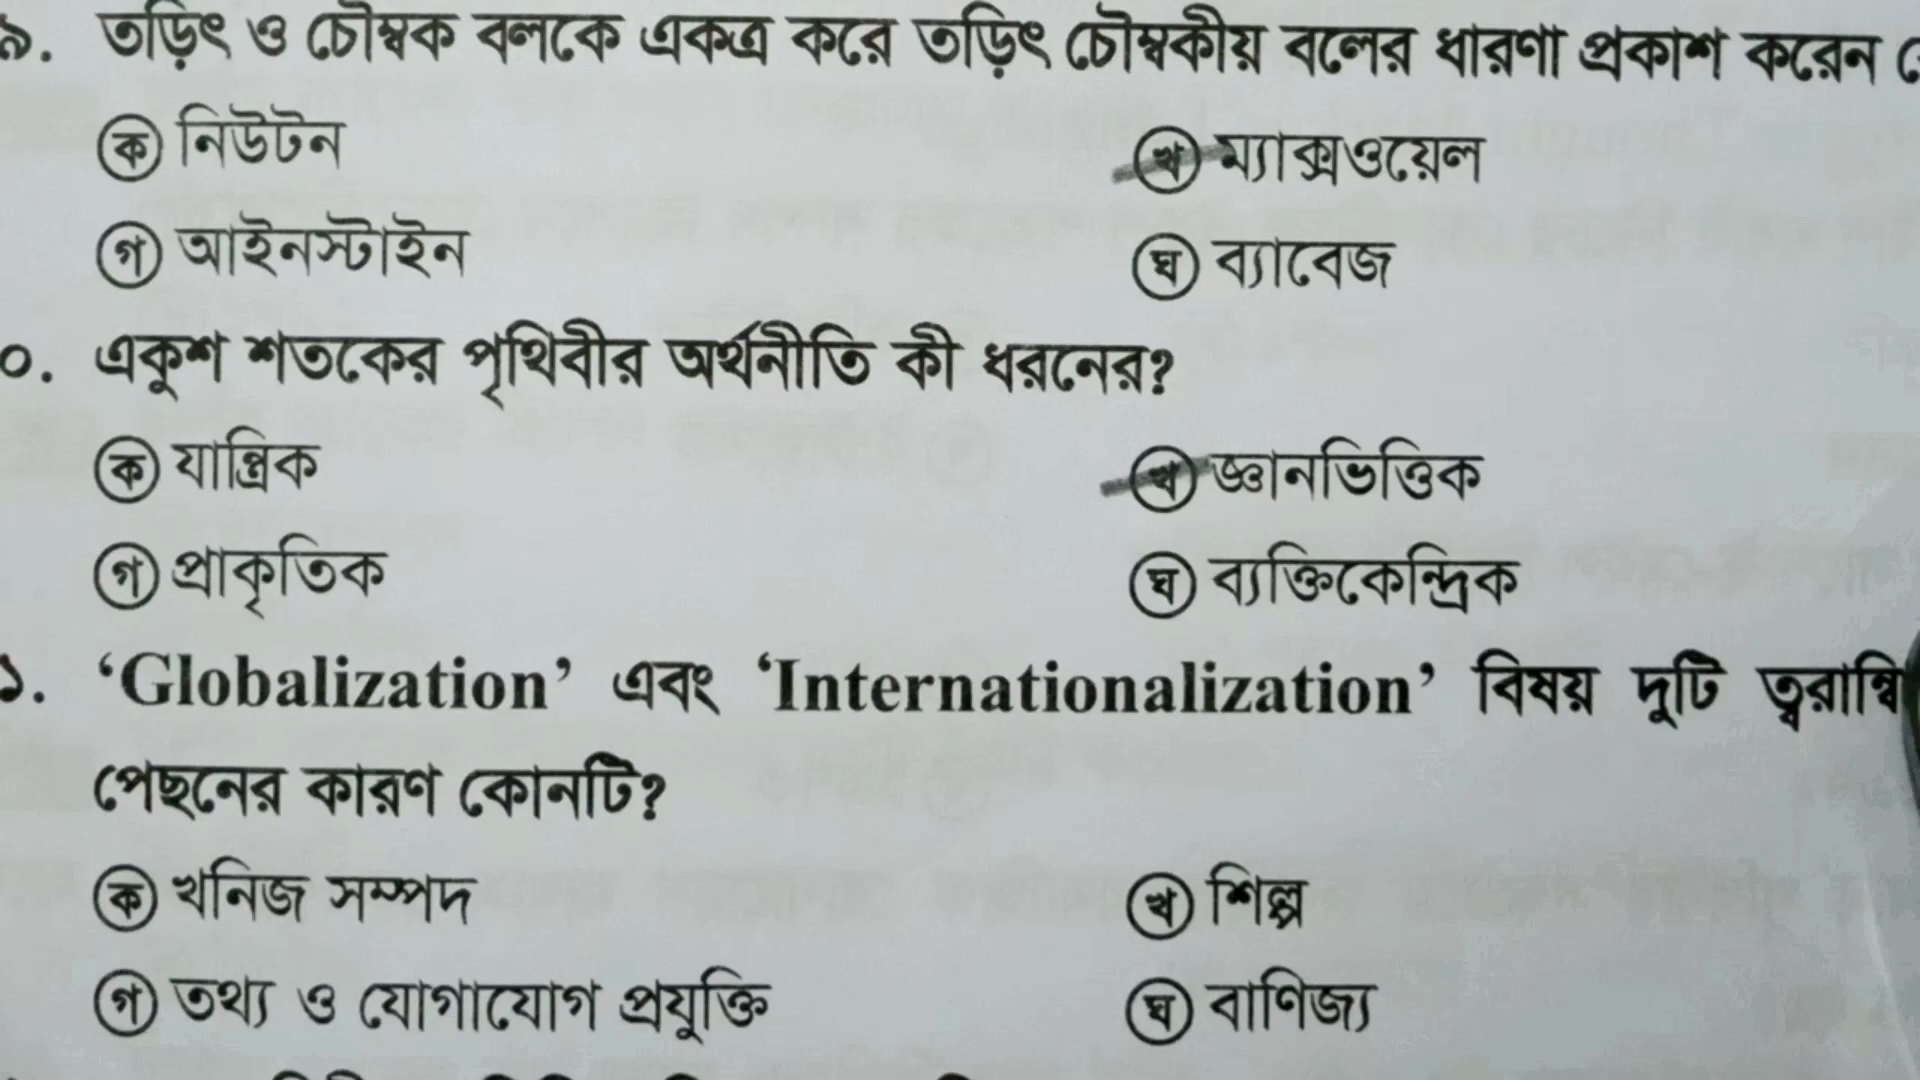 ৯. তড়িৎ ও চৌম্বক বলকে একত্র করে তড়িৎ চৌম্বকীয় বলের ধারণা প্রকাশ করেন
ক নিউটন
খ ম্যাক্সওয়েল
গ আইনস্টাইন
ঘ ব্যাবেজ
০. একুশ শতকের পৃথিবীর অর্থনীতি কী ধরনের?
ক যান্ত্রিক
খ জ্ঞানভিত্তিক
গ প্রাকৃতিক
ঘ ব্যক্তিকেন্দ্রিক
১. ‘Globalization’ এবং ‘Internationalization’ বিষয় দুটি ত্বরান্বি
পেছনের কারণ কোনটি?
ক খনিজ সম্পদ
খ শিল্প
গ তথ্য ও যোগাযোগ প্রযুক্তি
ঘ বাণিজ্য